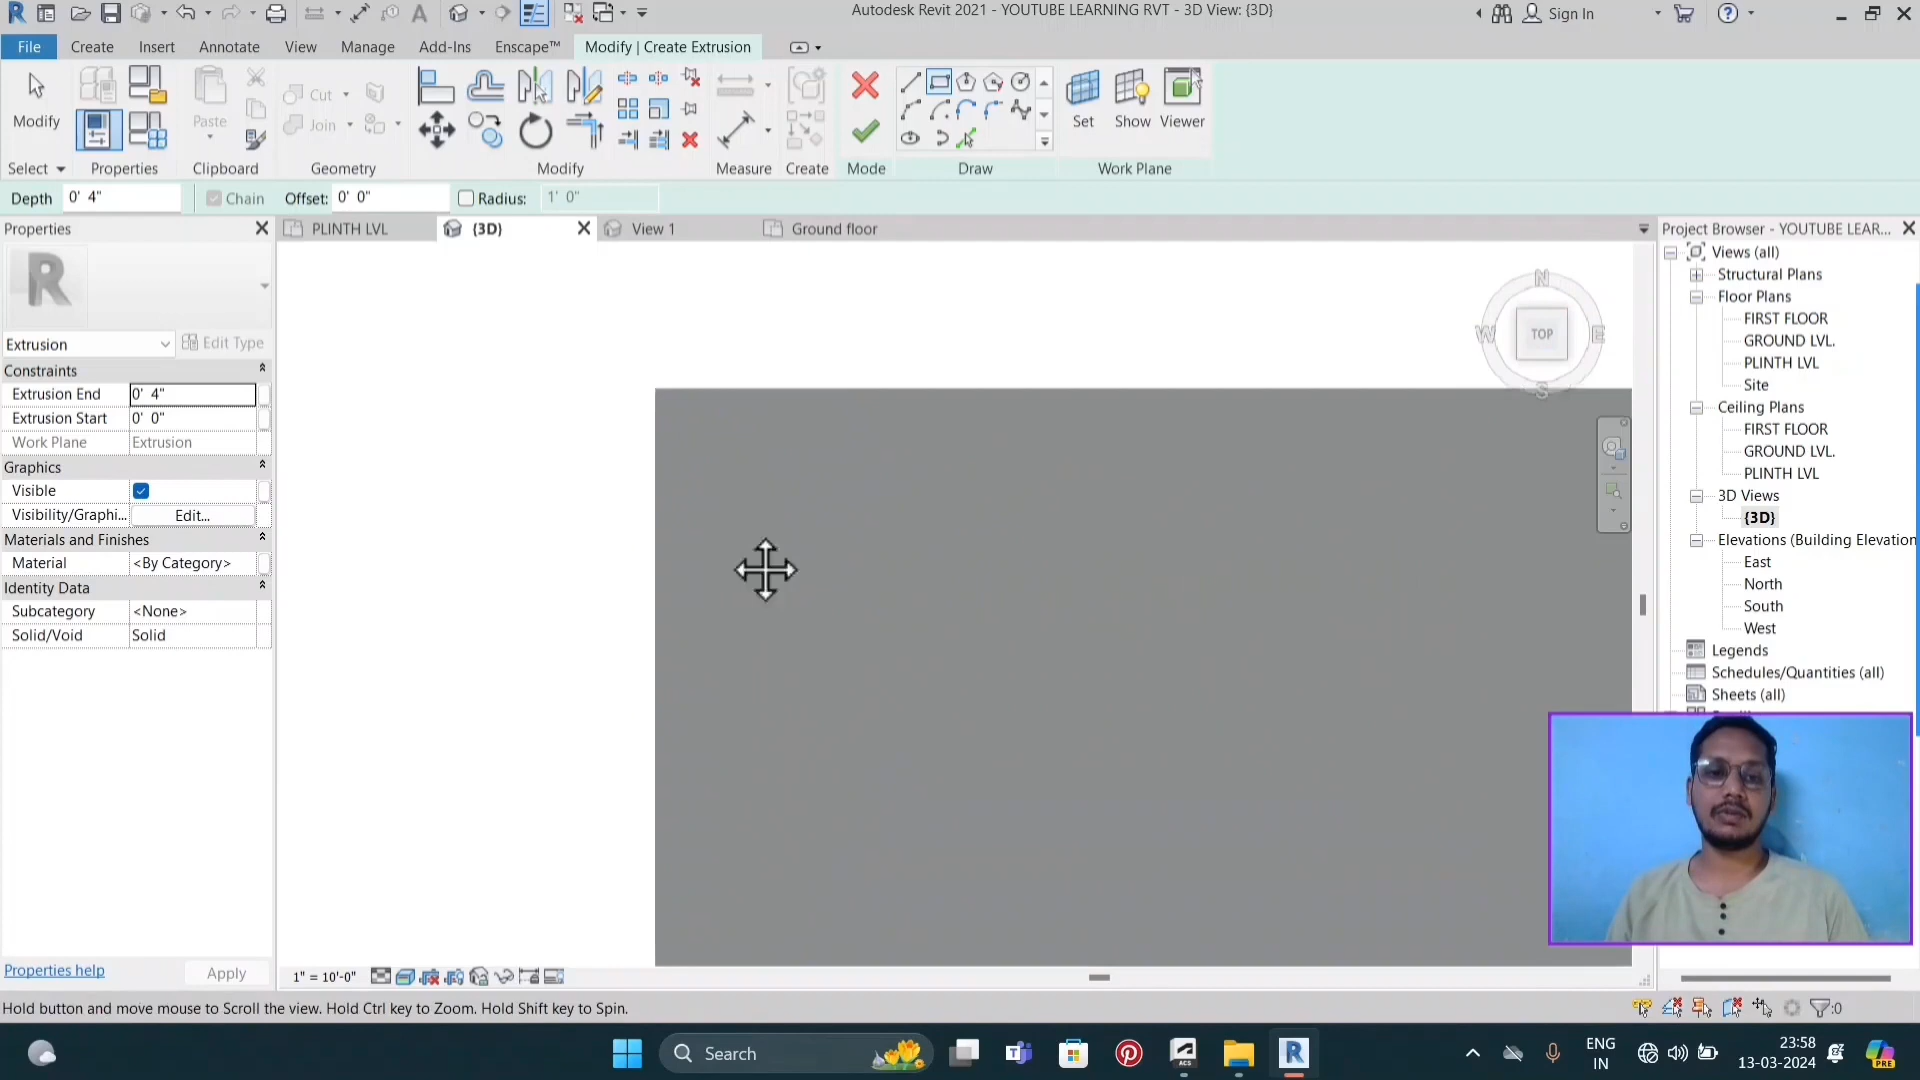 Autodesk Revit 2021 - YOUTUBE LEARNING RVT - 3D View: {3D}
Sign In
File Create Insert Annotate View Manage Add-Ins Enscape™ Modify | Create Extrusion
Modify
Paste
Cut
Join
Set Show Viewer
Select Properties Clipboard Geometry Modify Measure Create Mode Draw Work Plane
Depth 0' 4" Chain Offset: 0' 0" Radius: 1' 0"
Properties
PLINTH LVL {3D} View 1 Ground floor
Project Browser - YOUTUBE LEAR...
Extrusion Edit Type
Constraints
Extrusion End 0' 4"
Extrusion Start 0' 0"
Work Plane Extrusion
Graphics
Visible
Visibility/Graphi... Edit...
Materials and Finishes
Material <By Category>
Identity Data
Subcategory <None>
Solid/Void Solid
Properties help Apply
N
W TOP E
S
Views (all)
Structural Plans
Floor Plans
FIRST FLOOR
GROUND LVL.
PLINTH LVL
Site
Ceiling Plans
FIRST FLOOR
GROUND LVL.
PLINTH LVL
3D Views
{3D}
Elevations (Building Elevation
East
North
South
West
Legends
Schedules/Quantities (all)
Sheets (all)
1" = 10'-0"
Hold button and move mouse to Scroll the view. Hold Ctrl key to Zoom. Hold Shift key to Spin.
:0
Search
ENG
IN
23:58
13-03-2024
PRE